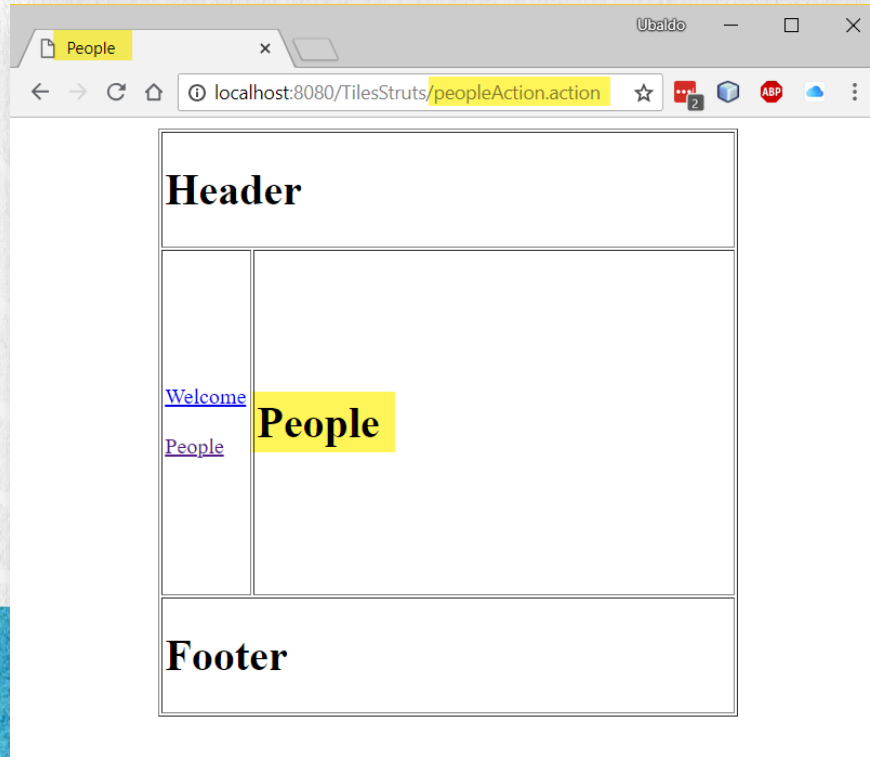 Ubaldo
People
localhost:8080/TilesStruts/peopleAction.action
2
ABP
Header
Welcome
People
People
Footer